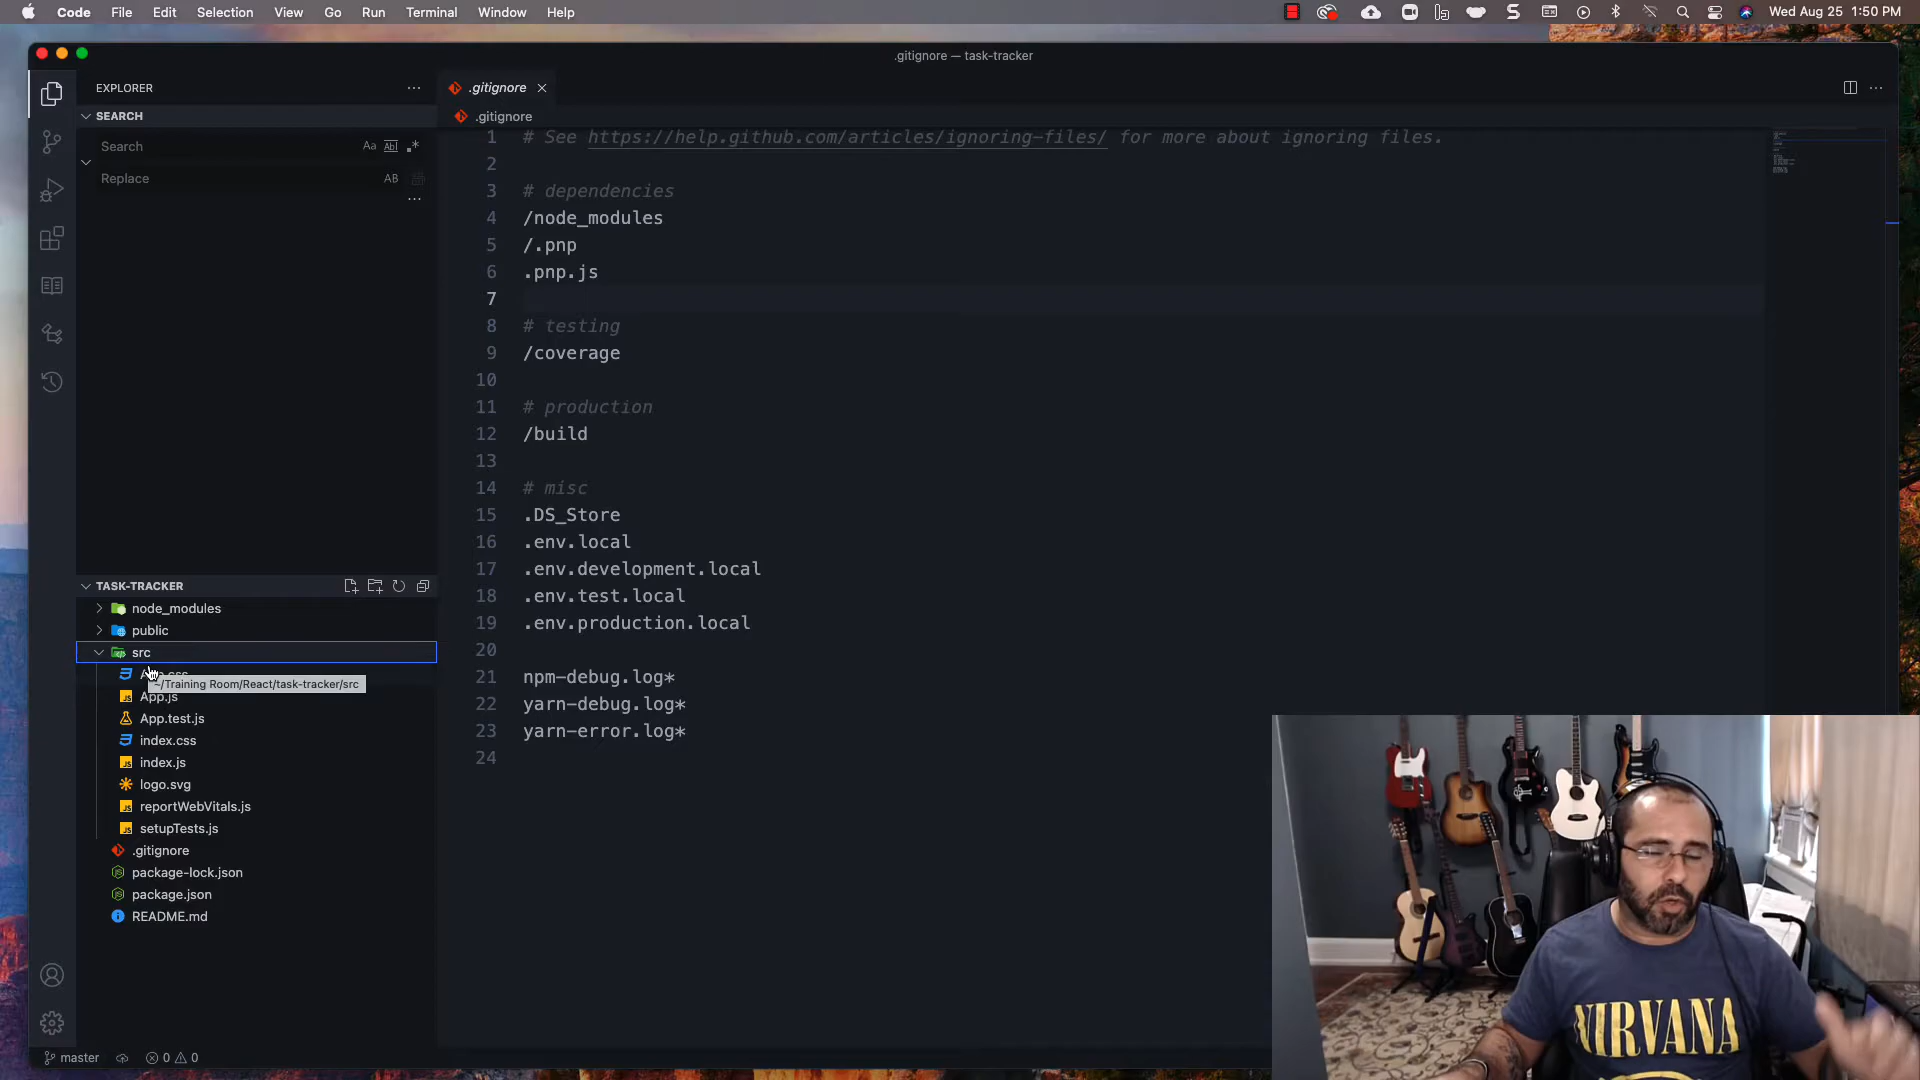 Code File Edit Selection View Go Run Terminal Window Help
Wed Aug 25 1:50 PM
.gitignore — task-tracker
EXPLORER
SEARCH
Search
Aa
Replace
AB
.gitignore
.gitignore
1 # See https://help.github.com/articles/ignoring-files/ for more about ignoring files.
2
3 # dependencies
4 /node_modules
5 /.pnp
6 .pnp.js
7
8 # testing
9 /coverage
10
11 # production
12 /build
13
14 # misc
15 .DS_Store
16 .env.local
17 .env.development.local
18 .env.test.local
19 .env.production.local
20
21 npm-debug.log*
22 yarn-debug.log*
23 yarn-error.log*
24
TASK-TRACKER
node_modules
public
src
~/Training Room/React/task-tracker/src
App.js
App.test.js
index.css
index.js
logo.svg
reportWebVitals.js
setupTests.js
.gitignore
package-lock.json
package.json
README.md
master
0
0
NIRVANA